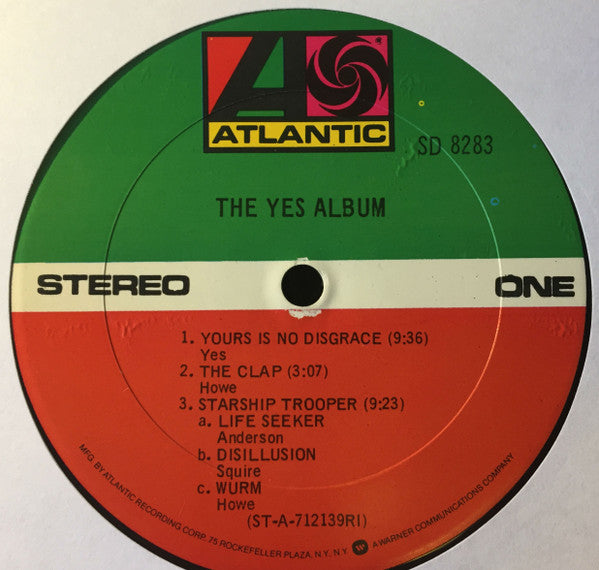 ATLANTIC
®
SD 8283
THE YES ALBUM
STEREO
ONE
1. YOURS IS NO DISGRACE (9:36)
Yes
2. THE CLAP (3:07)
Howe
3. STARSHIP TROOPER (9:23)
a. LIFE SEEKER
Anderson
b. DISILLUSION
Squire
c. WURM
Howe
(ST-A-712139RI)
MFG. BY ATLANTIC RECORDING CORP. 75 ROCKEFELLER PLAZA, N.Y. N.Y. A WARNER COMMUNICATIONS COMPANY